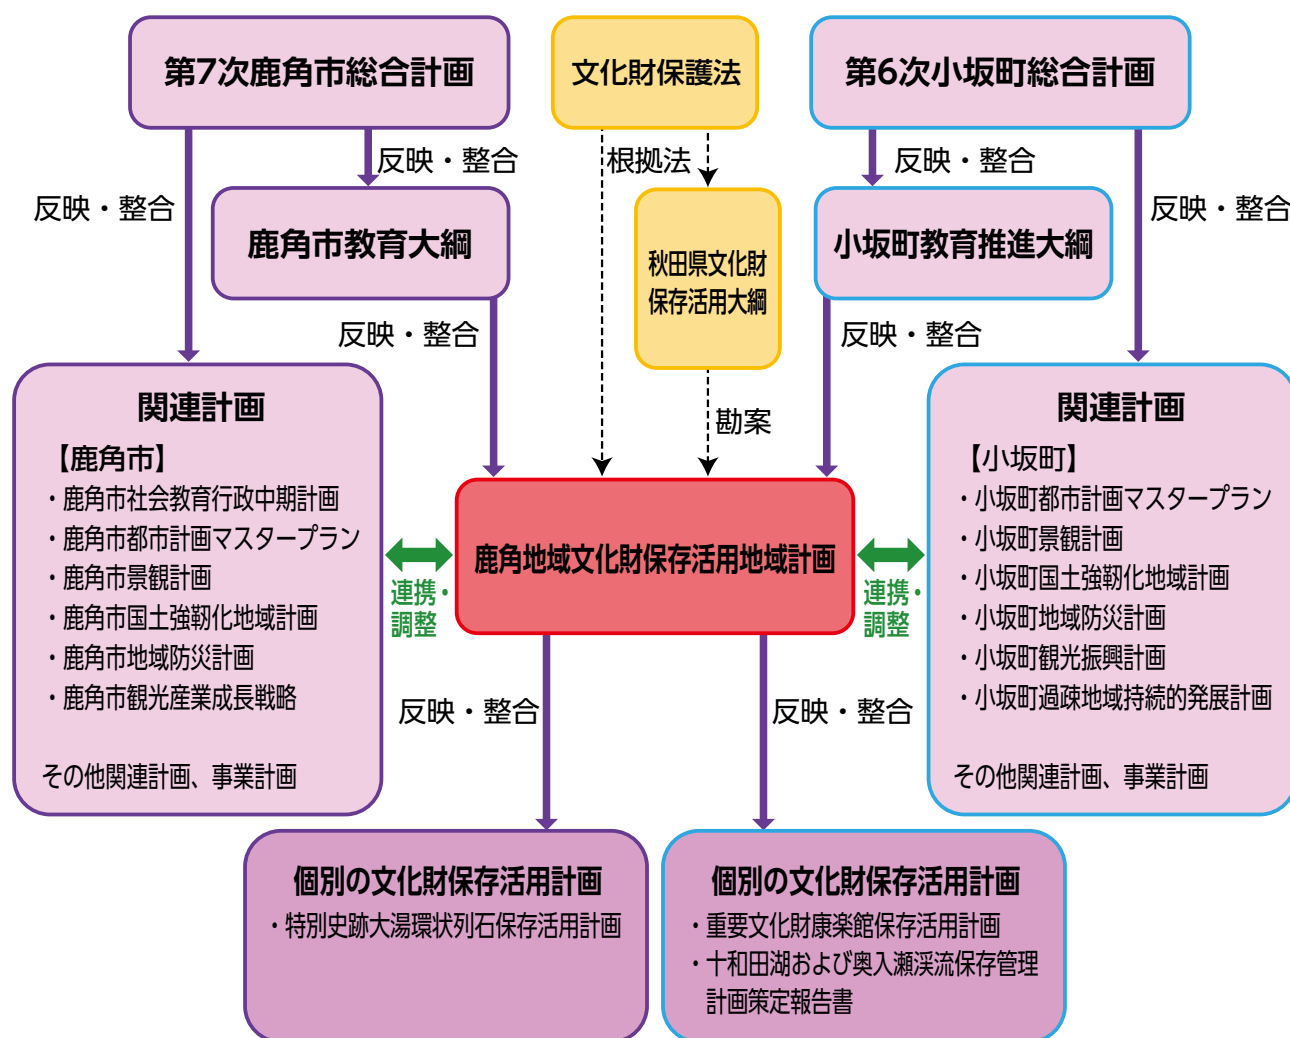 第7次鹿角市総合計画
文化財保護法
第6次小坂町総合計画
反映・整合
反映・整合
根拠法
反映・整合
反映・整合
鹿角市教育大綱
秋田県文化財
保存活用大綱
小坂町教育推進大綱
反映・整合
反映・整合
勘案
関連計画
【鹿角市】
・鹿角市社会教育行政中期計画
・鹿角市都市計画マスタープラン
・鹿角市景観計画
・鹿角市国土強靱化地域計画
・鹿角市地域防災計画
・鹿角市観光産業成長戦略
その他関連計画、事業計画
連携・
調整
鹿角地域文化財保存活用地域計画
連携・
調整
関連計画
【小坂町】
・小坂町都市計画マスタープラン
・小坂町景観計画
・小坂町国土強靱化地域計画
・小坂町地域防災計画
・小坂町観光振興計画
・小坂町過疎地域持続的発展計画
その他関連計画、事業計画
反映・整合
反映・整合
個別の文化財保存活用計画
・特別史跡大湯環状列石保存活用計画
個別の文化財保存活用計画
・重要文化財康楽館保存活用計画
・十和田湖および奥入瀬渓流保存管理
計画策定報告書